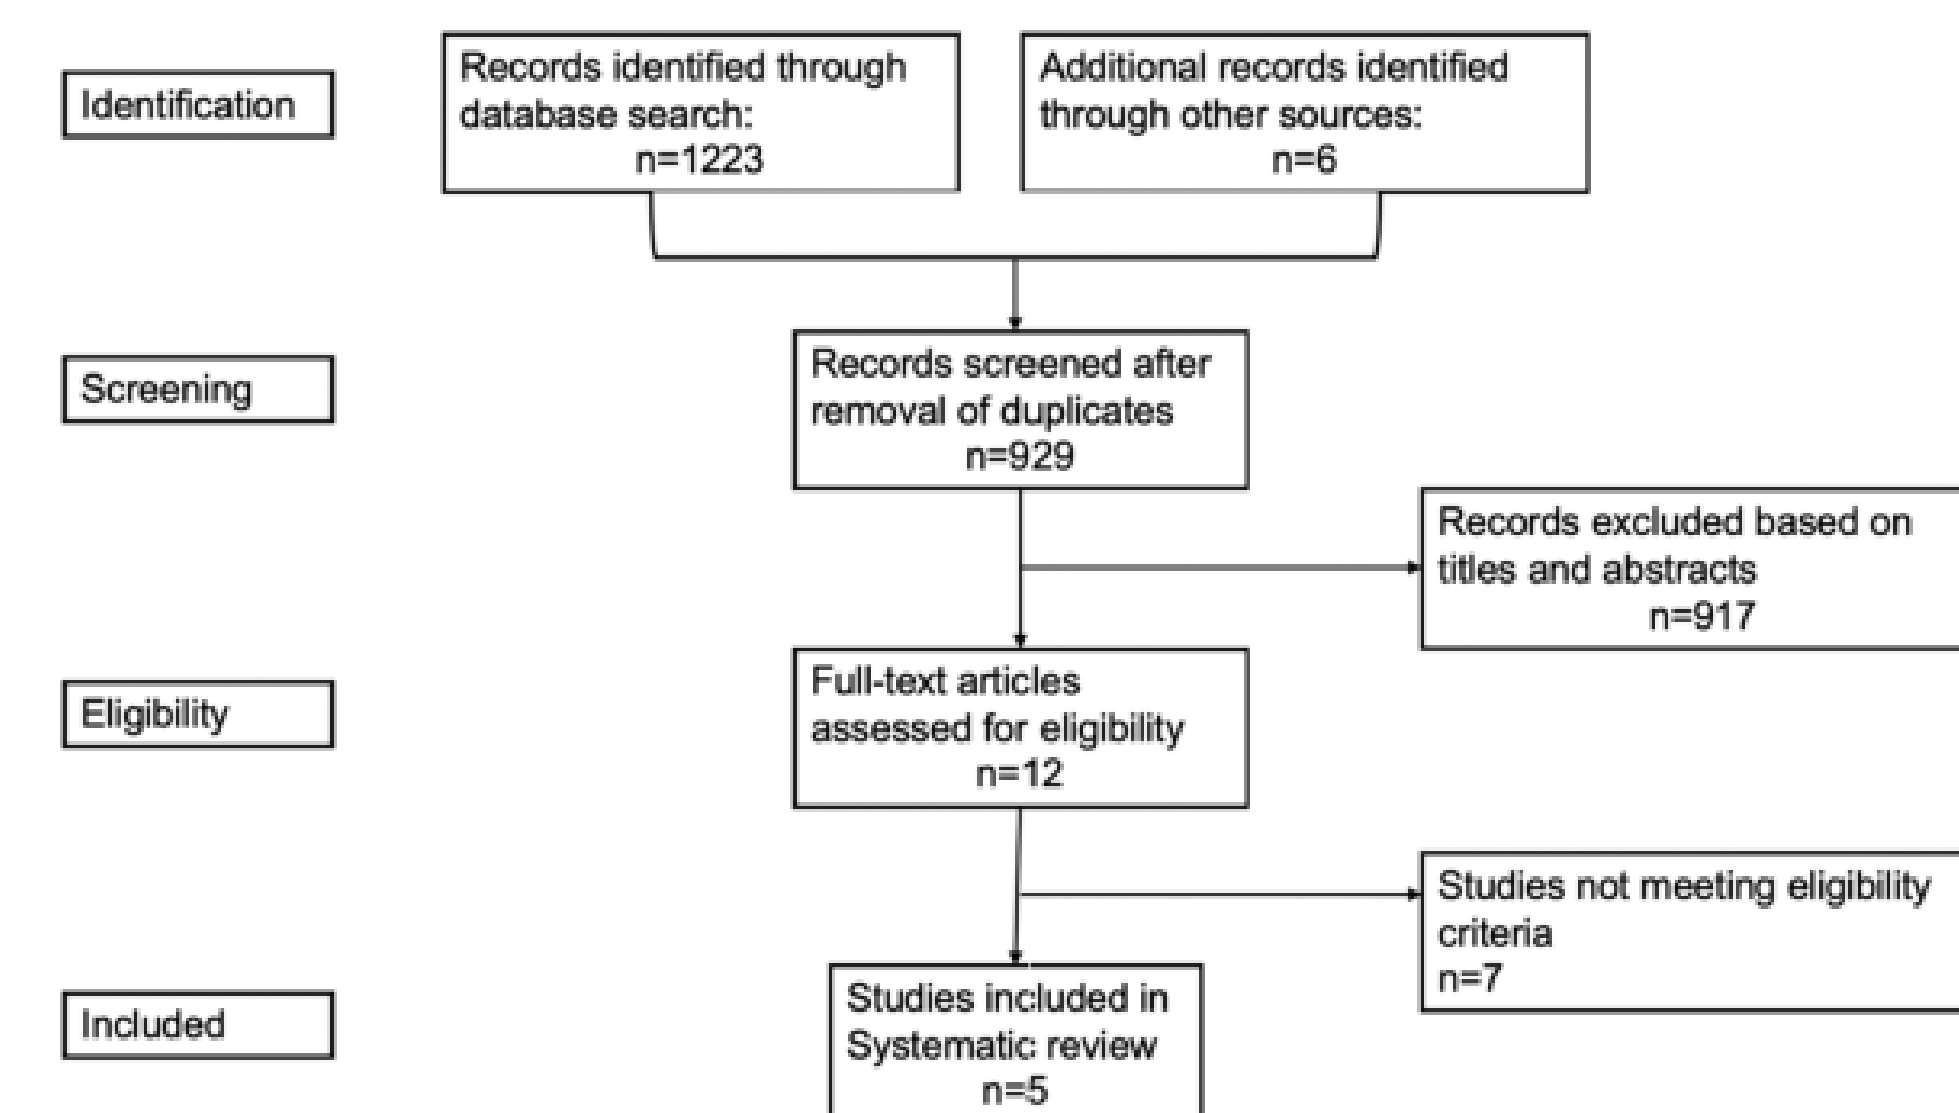 Identification
Records identified through
database search:
n=1223
Additional records identified
through other sources:
n=6
Screening
Records screened after
removal of duplicates
n=929
Records excluded based on
titles and abstracts
n=917
Eligibility
Full-text articles
assessed for eligibility
n=12
Studies not meeting eligibility
criteria
n=7
Included
Studies included in
Systematic review
n=5